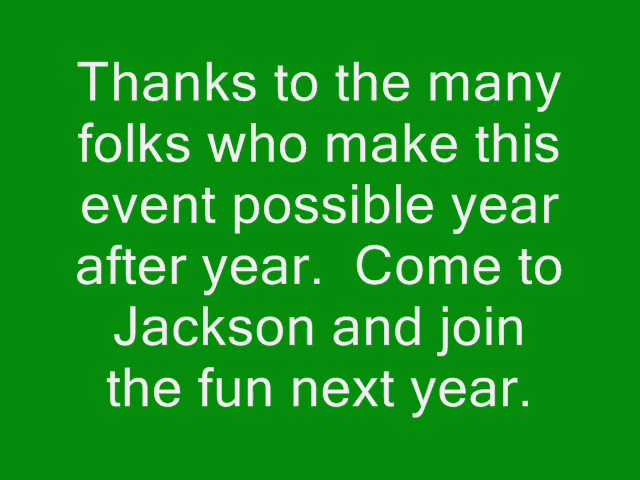 Thanks to the many
folks who make this
event possible year
after year.  Come to
Jackson and join
the fun next year.